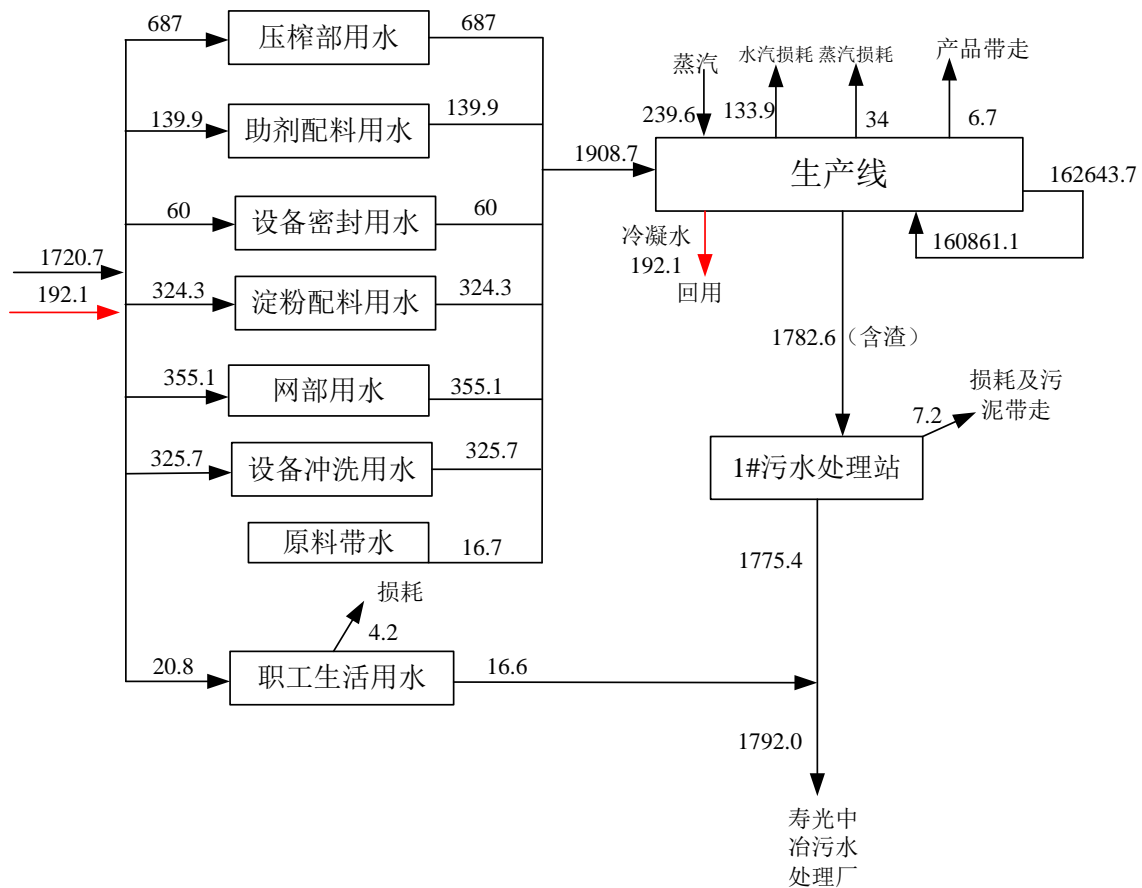 687
压榨部用水
687
139.9
助剂配料用水
139.9
60
设备密封用水
60
1720.7
192.1
324.3
淀粉配料用水
324.3
355.1
网部用水
355.1
325.7
设备冲洗用水
325.7
原料带水
16.7
损耗
4.2
20.8
职工生活用水
16.6
1908.7
蒸汽
239.6
水汽损耗
133.9
蒸汽损耗
34
产品带走
6.7
生产线
162643.7
160861.1
冷凝水
192.1
回用
1782.6（含渣）
损耗及污
泥带走
7.2
1#污水处理站
1775.4
1792.0
寿光中
冶污水
处理厂